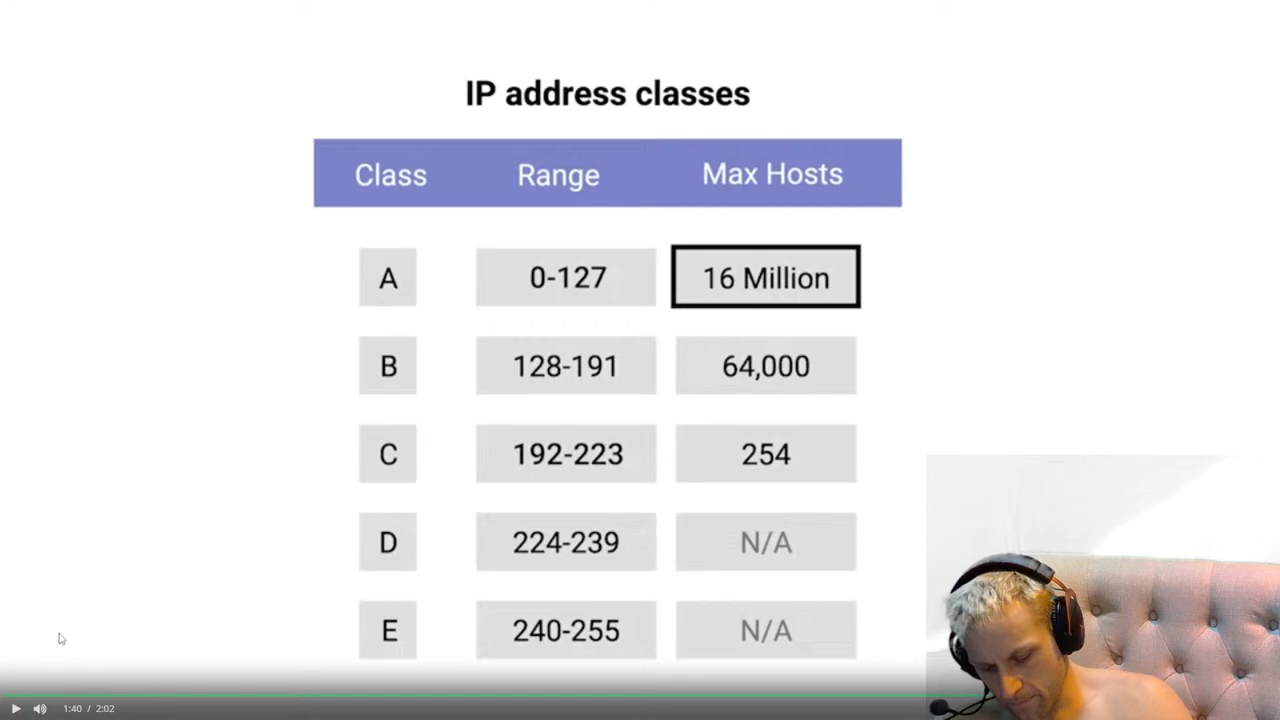 IP address classes
Class Range Max Hosts
A 0-127 16 Million
B 128-191 64,000
C 192-223 254
D 224-239 N/A
E 240-255 N/A
1:40 / 2:02